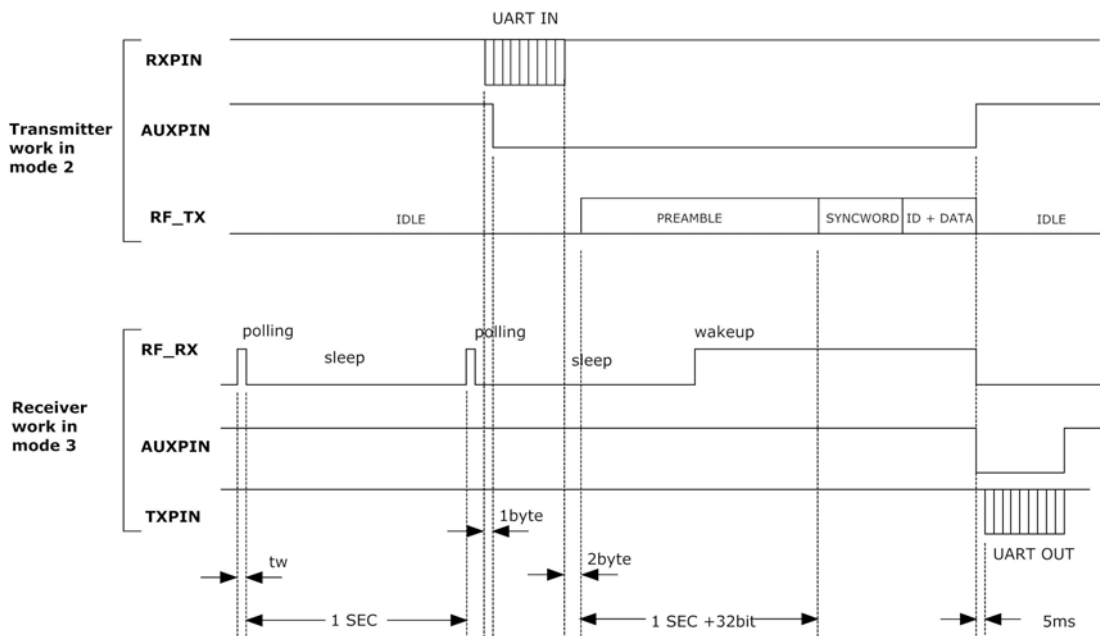 UART IN
RXPIN
Transmitter
work in
mode 2
AUXPIN
RF_TX
IDLE
PREAMBLE
SYNCWORD
ID + DATA
IDLE
polling
polling
wakeup
RF_RX
sleep
sleep
Receiver
work in
mode 3
AUXPIN
TXPIN
1byte
UART OUT
tw
2byte
1 SEC
1 SEC +32bit
5ms